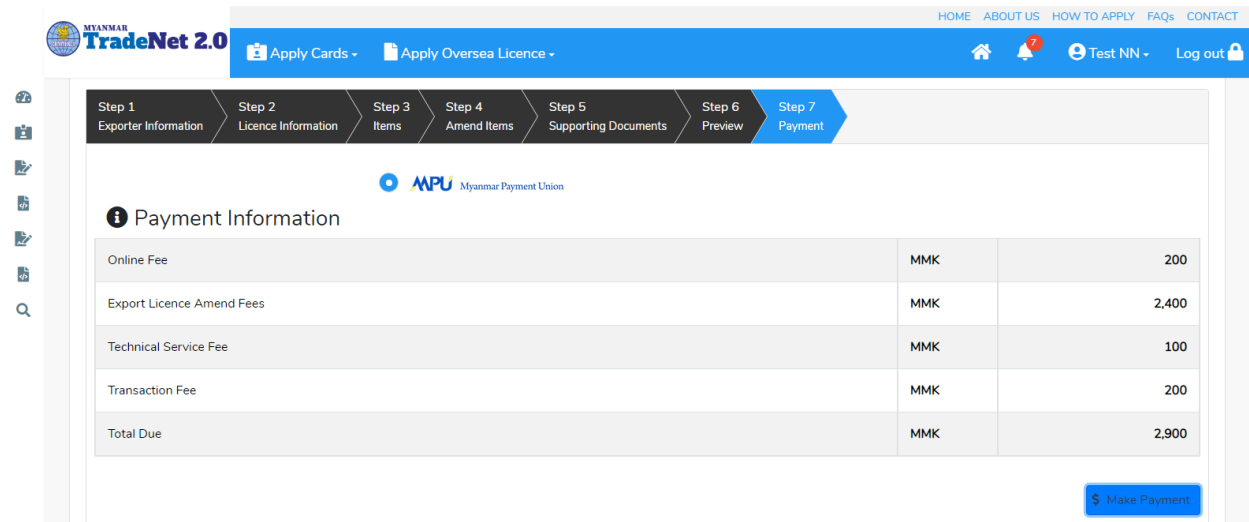 HOME ABOUT US HOW TO APPLY FAQs CONTACT
MYANMAR
TradeNet 2.0
Apply Cards
Apply Oversea Licence
7
Test NN
Log out
Step 1
Exporter Information
Step 2
Licence Information
Step 3
Items
Step 4
Amend Items
Step 5
Supporting Documents
Step 6
Preview
Step 7
Payment
MPU Myanmar Payment Union
Payment Information
Online Fee MMK 200
Export Licence Amend Fees MMK 2,400
Technical Service Fee MMK 100
Transaction Fee MMK 200
Total Due MMK 2,900
$ Make Payment